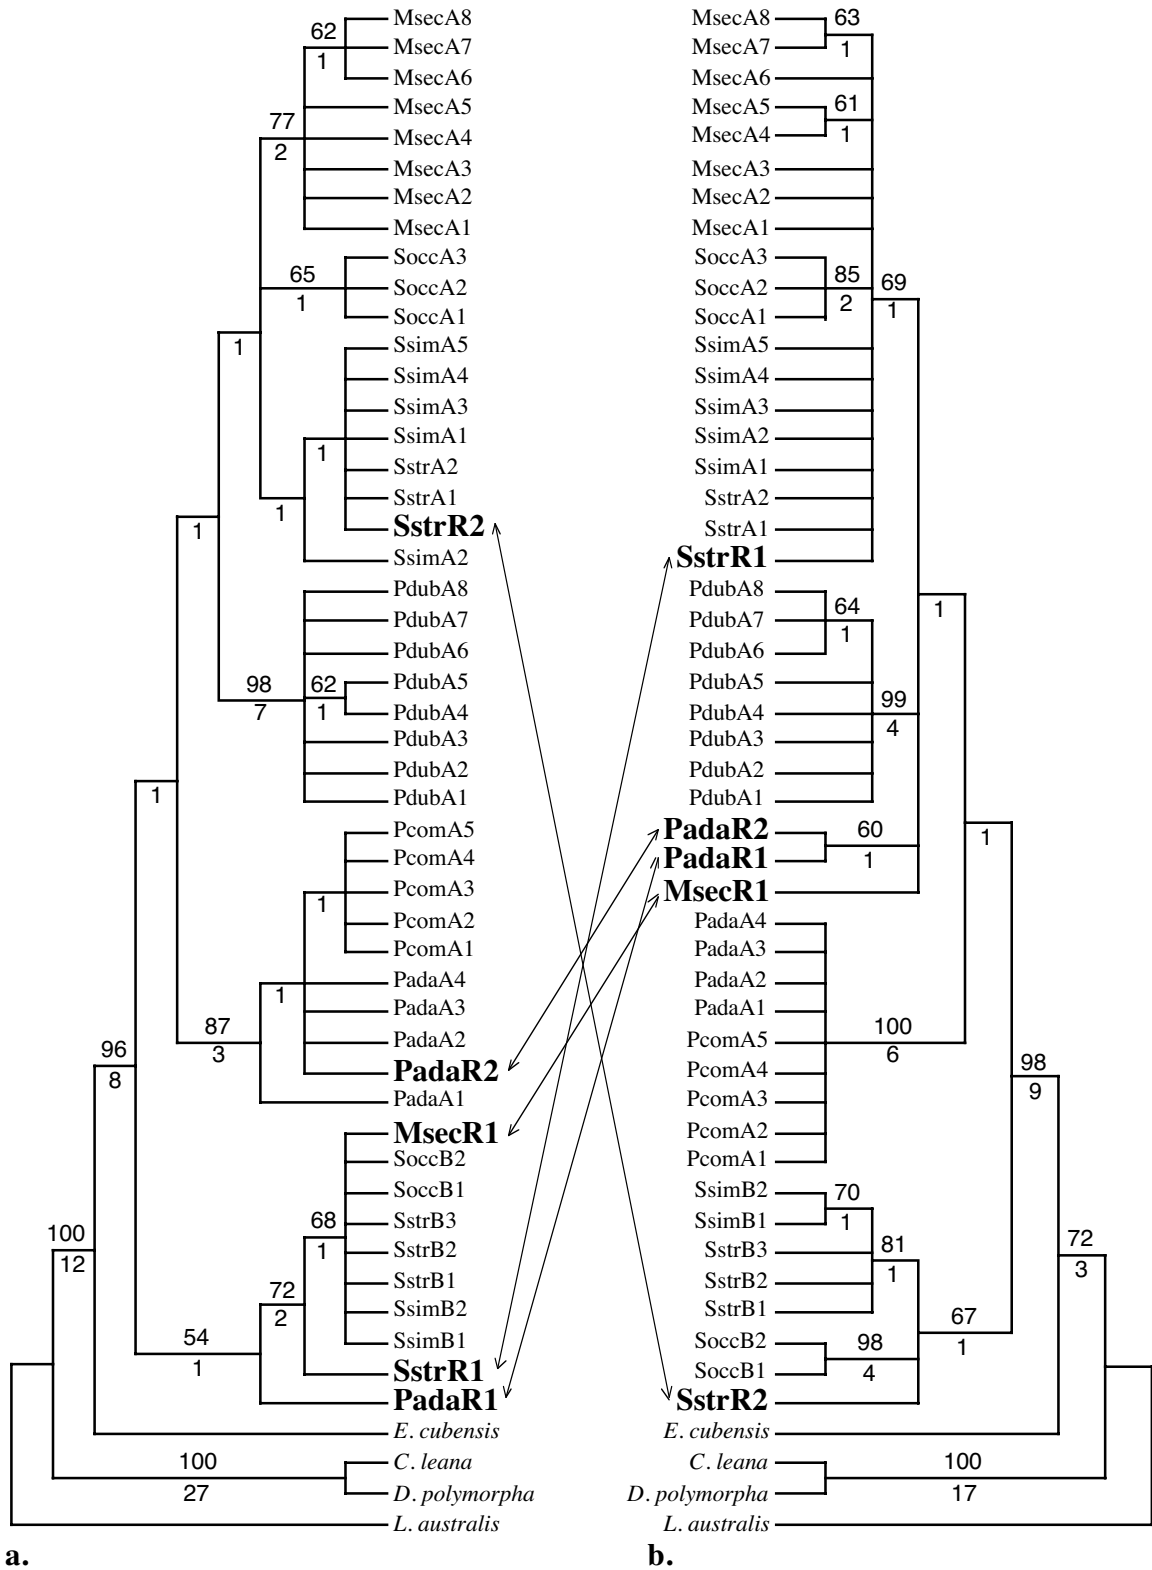 MsecA8
62
MsecA7
1
MsecA6
MsecA5
77
MsecA4
2
MsecA3
MsecA2
MsecA1
SoccA3
65
SoccA2
1
SoccA1
1
SsimA5
SsimA4
SsimA3
SsimA1
1
SstrA2
SstrA1
1
1
SstrR2
SsimA2
PdubA8
PdubA7
PdubA6
98
62
PdubA5
7
1
PdubA4
PdubA3
PdubA2
1
PdubA1
PcomA5
PcomA4
PcomA3
1
PcomA2
PcomA1
PadaA4
1
PadaA3
87
PadaA2
3
96
8
PadaR2
PadaA1
MsecR1
SoccB2
SoccB1
68
SstrB3
1
SstrB2
100
12
SstrB1
72
2
SsimB2
54
SsimB1
1
SstrR1
PadaR1
E. cubensis
100
C. leana
27
D. polymorpha
L. australis
a.
MsecA8
63
MsecA7
1
MsecA6
MsecA5
61
MsecA4
1
MsecA3
MsecA2
MsecA1
SoccA3
85
69
SoccA2
2
1
SoccA1
SsimA5
SsimA4
SsimA3
SsimA2
SsimA1
SstrA2
SstrA1
SstrR1
PdubA8
64
1
PdubA7
1
PdubA6
PdubA5
99
PdubA4
4
PdubA3
PdubA2
PdubA1
PadaR2
60
1
PadaR1
1
MsecR1
PadaA4
PadaA3
PadaA2
PadaA1
100
PcomA5
6
98
PcomA4
9
PcomA3
PcomA2
PcomA1
SsimB2
70
SsimB1
1
SstrB3
81
72
SstrB2
1
3
SstrB1
67
SoccB2
98
1
SoccB1
4
SstrR2
E. cubensis
C. leana
100
D. polymorpha
17
L. australis
b.